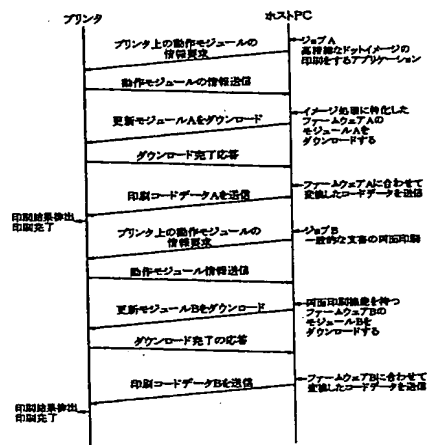 プリンタ
ホストPC
プリンタ上の動作モジュールの
情報要求
ジョブA
高精細なドットイメージの
印刷をするアプリケーション
動作モジュールの情報送信
更新モジュールAをダウンロード
イメージ処理に特化した
ファームウェアAの
モジュールAを
ダウンロードする
ダウンロード完了応答
印刷コードデータAを送信
ファームウェアAに合わせて
変換したコードデータを送信
印刷結果排出
印刷完了
プリンタ上の動作モジュールの
情報要求
ジョブB
一般的な文書の両面印刷
動作モジュール情報送信
更新モジュールBをダウンロード
両面印刷機能を持つ
ファームウェアBの
モジュールBを
ダウンロードする
ダウンロード完了の応答
印刷コードデータBを送信
ファームウェアBに合わせて
変換したコードデータを送信
印刷結果排出
印刷完了